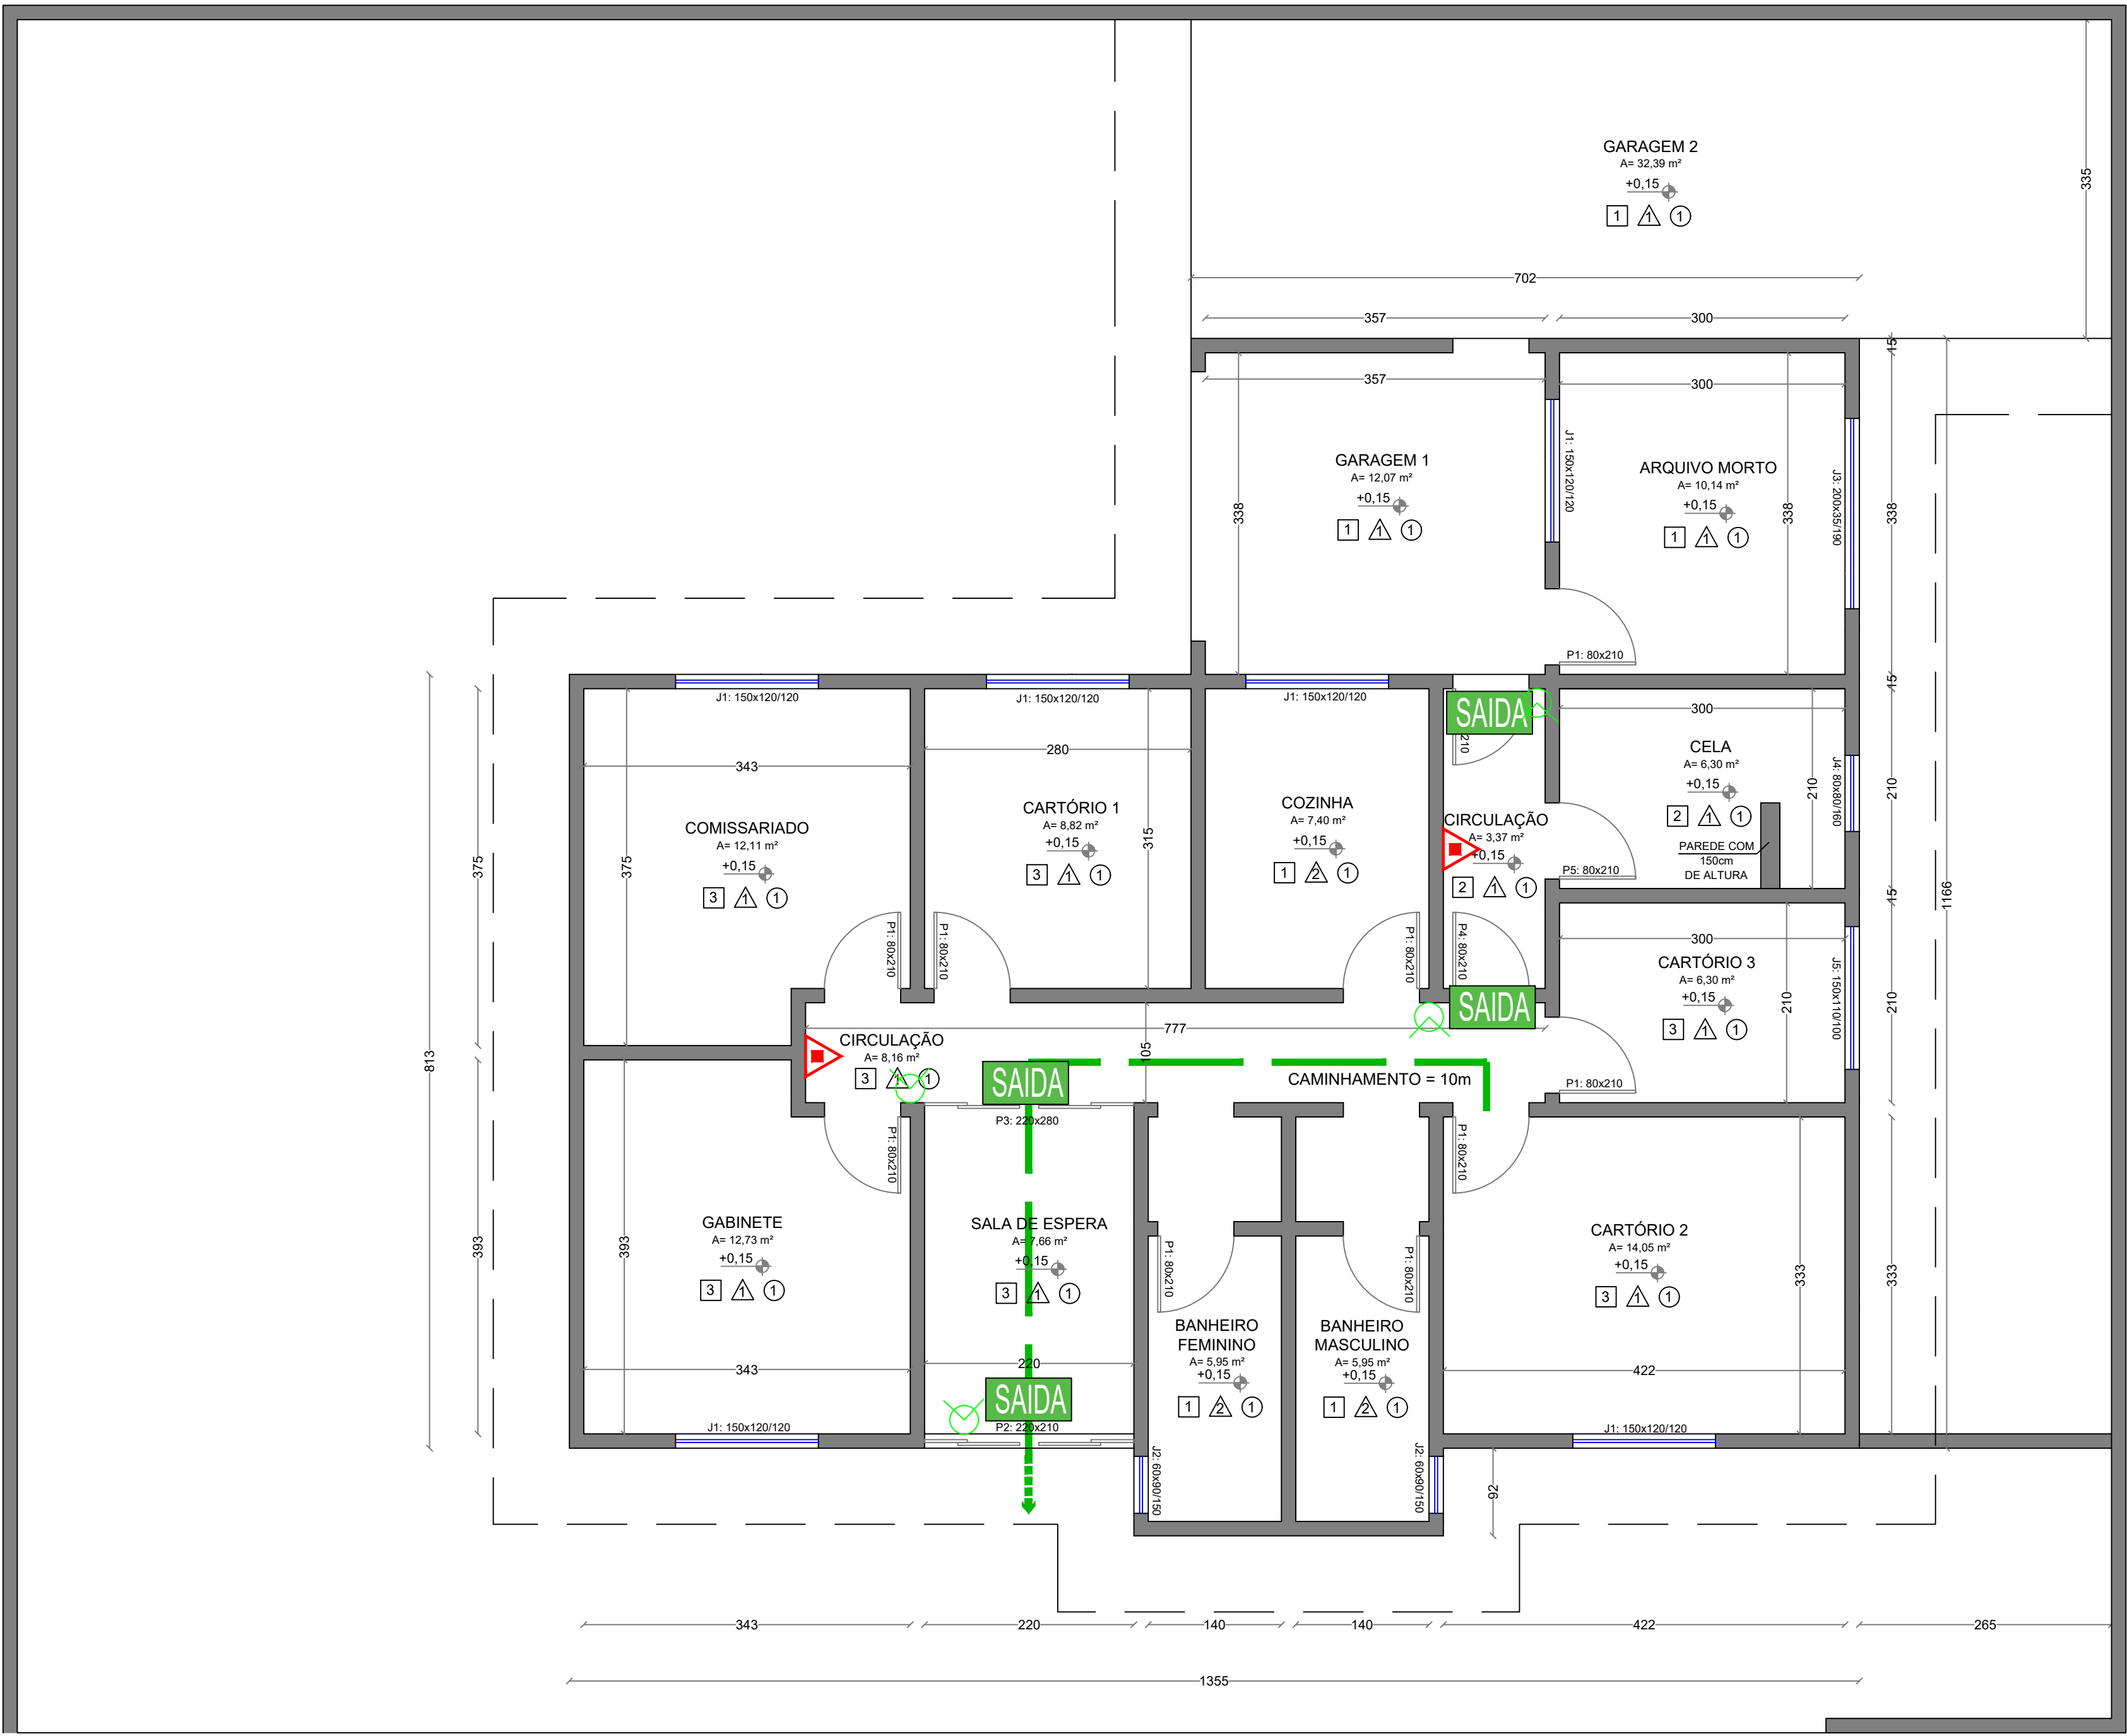 GARAGEM 2
A= 32,39 m²
+0,15
1 1 1
335
702
357
300
15
357
300
GARAGEM 1
A= 12,07 m²
+0,15
1 1 1
338
J1: 150x120/120
ARQUIVO MORTO
A= 10,14 m²
+0,15
1 1 1
338
J3: 200x35/190
338
P1: 80x210
15
J1: 150x120/120
J1: 150x120/120
J1: 150x120/120
SAIDA
210
300
343
280
CELA
A= 6,30 m²
+0,15
2 1 1
210
J4: 80x80/160
210
PAREDE COM
150cm
DE ALTURA
P5: 80x210
COMISSARIADO
A= 12,11 m²
+0,15
3 1 1
375
375
813
CARTÓRIO 1
A= 8,82 m²
+0,15
3 1 1
315
COZINHA
A= 7,40 m²
+0,15
1 2 1
CIRCULAÇÃO
A= 3,37 m²
+0,15
2 1 1
15
1166
P1: 80x210
P1: 80x210
P1: 80x210
P4: 80x210
300
CARTÓRIO 3
A= 6,30 m²
+0,15
3 1 1
210
J5: 150x110/100
210
SAIDA
777
105
CIRCULAÇÃO
A= 8,16 m²
3 1 1
SAIDA
CAMINHAMENTO = 10m
P1: 80x210
P3: 220x280
P1: 80x210
P1: 80x210
GABINETE
A= 12,73 m²
+0,15
3 1 1
393
393
SALA DE ESPERA
A= 7,66 m²
+0,15
3 1 1
P1: 80x210
P1: 80x210
CARTÓRIO 2
A= 14,05 m²
+0,15
3 1 1
333
333
BANHEIRO
FEMININO
A= 5,95 m²
+0,15
1 2 1
BANHEIRO
MASCULINO
A= 5,95 m²
+0,15
1 2 1
343
220
422
SAIDA
J1: 150x120/120
P2: 220x210
J1: 150x120/120
J2: 60x90/150
J2: 60x90/150
92
343
220
140
140
422
265
1355